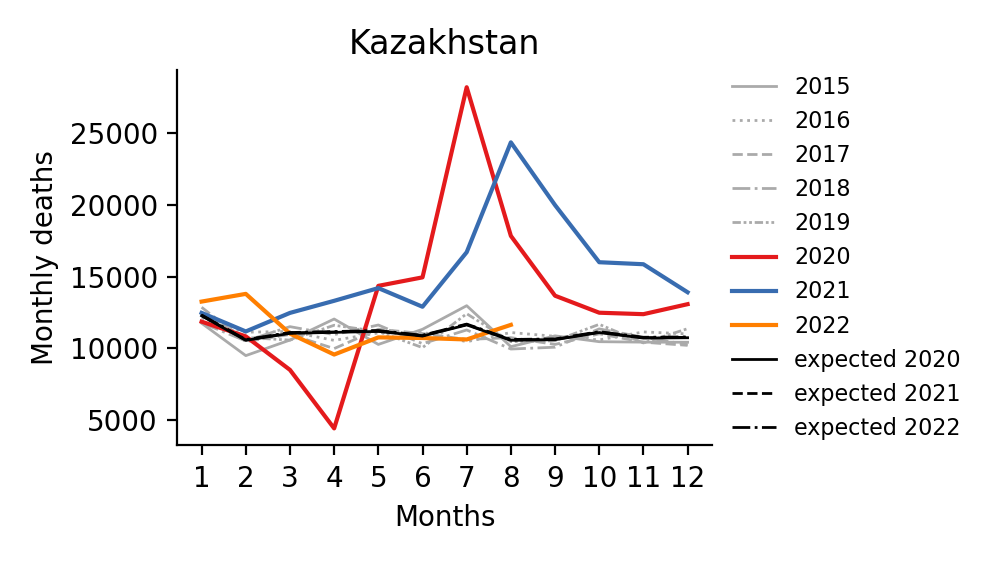 Kazakhstan
Monthly deaths
25000
20000
15000
10000
5000
1 2 3 4 5 6 7 8 9 10 11 12
Months
2015
2016
2017
2018
2019
2020
2021
2022
expected 2020
expected 2021
expected 2022